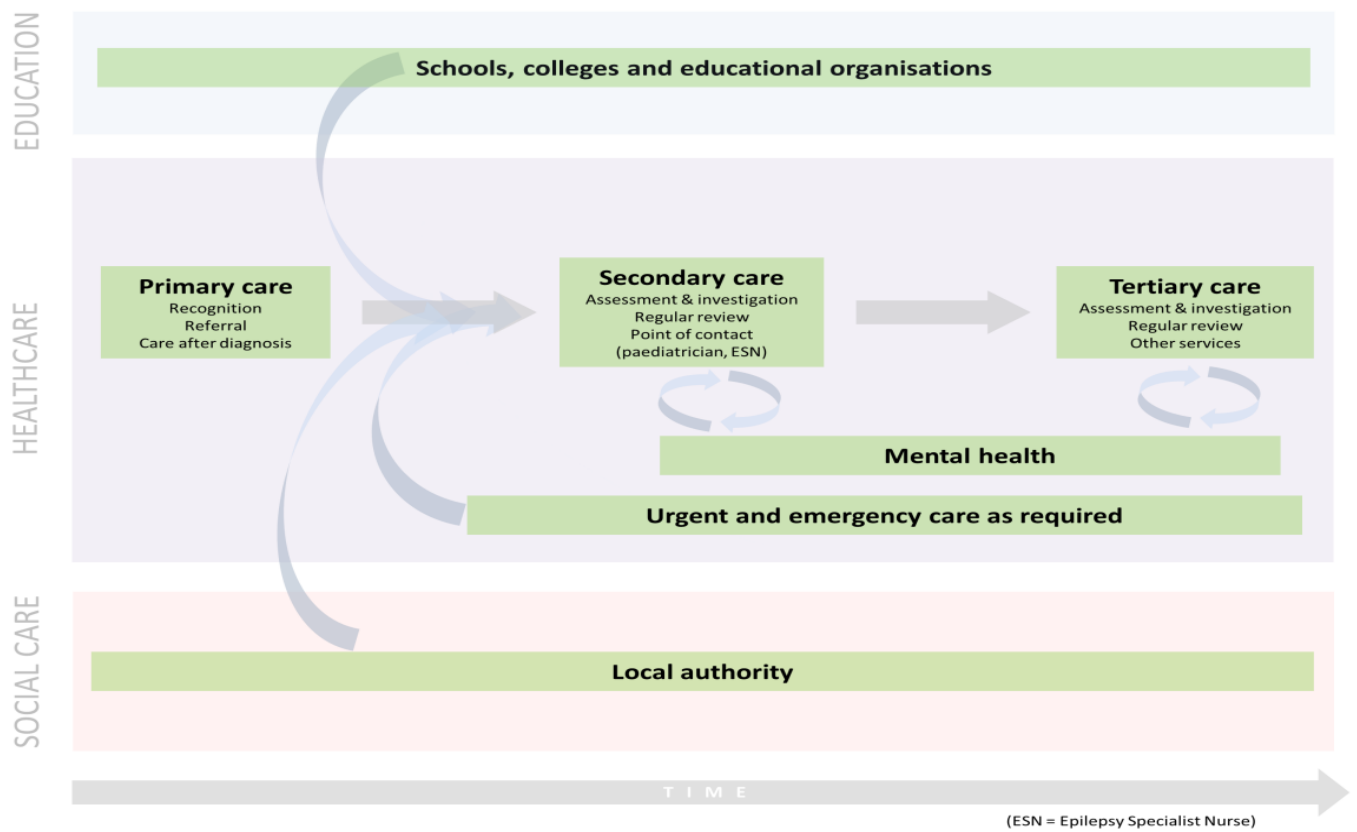 EDUCATION
Schools, colleges and educational organisations
HEALTHCARE
Primary care
Recognition
Referral
Care after diagnosis
Secondary care
Assessment & investigation
Regular review
Point of contact
(paediatrician, ESN)
Tertiary care
Assessment & investigation
Regular review
Other services
Mental health
Urgent and emergency care as required
SOCIAL CARE
Local authority
TIME
(ESN = Epilepsy Specialist Nurse)